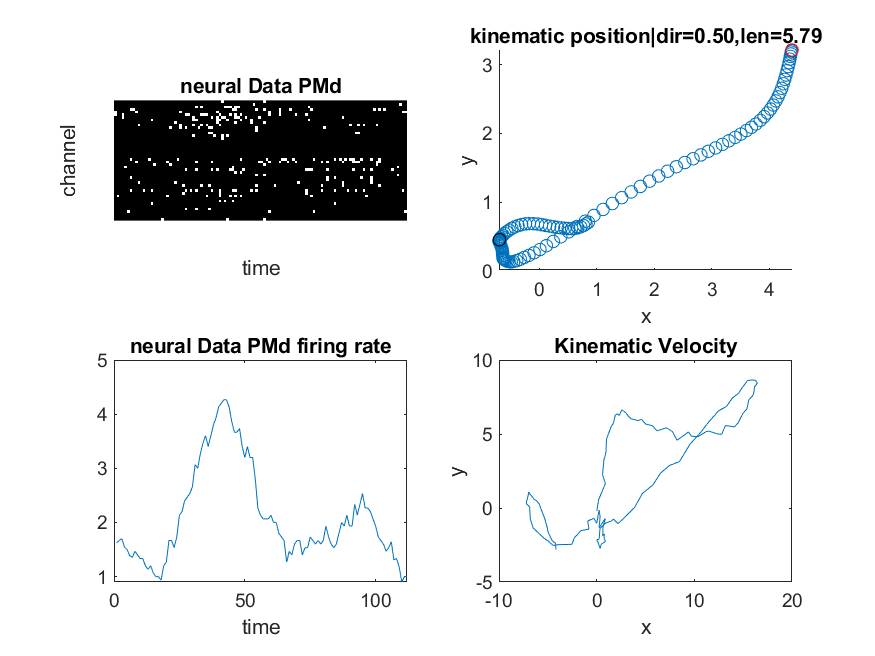 neural Data PMd
channel
time
kinematic position|dir=0.50,len=5.79
3
2
1
0
y
0 1 2 3 4
x
neural Data PMd firing rate
5
4
3
2
1
0 50 100
time
Kinematic Velocity
10
5
0
-5
y
-10 0 10 20
x